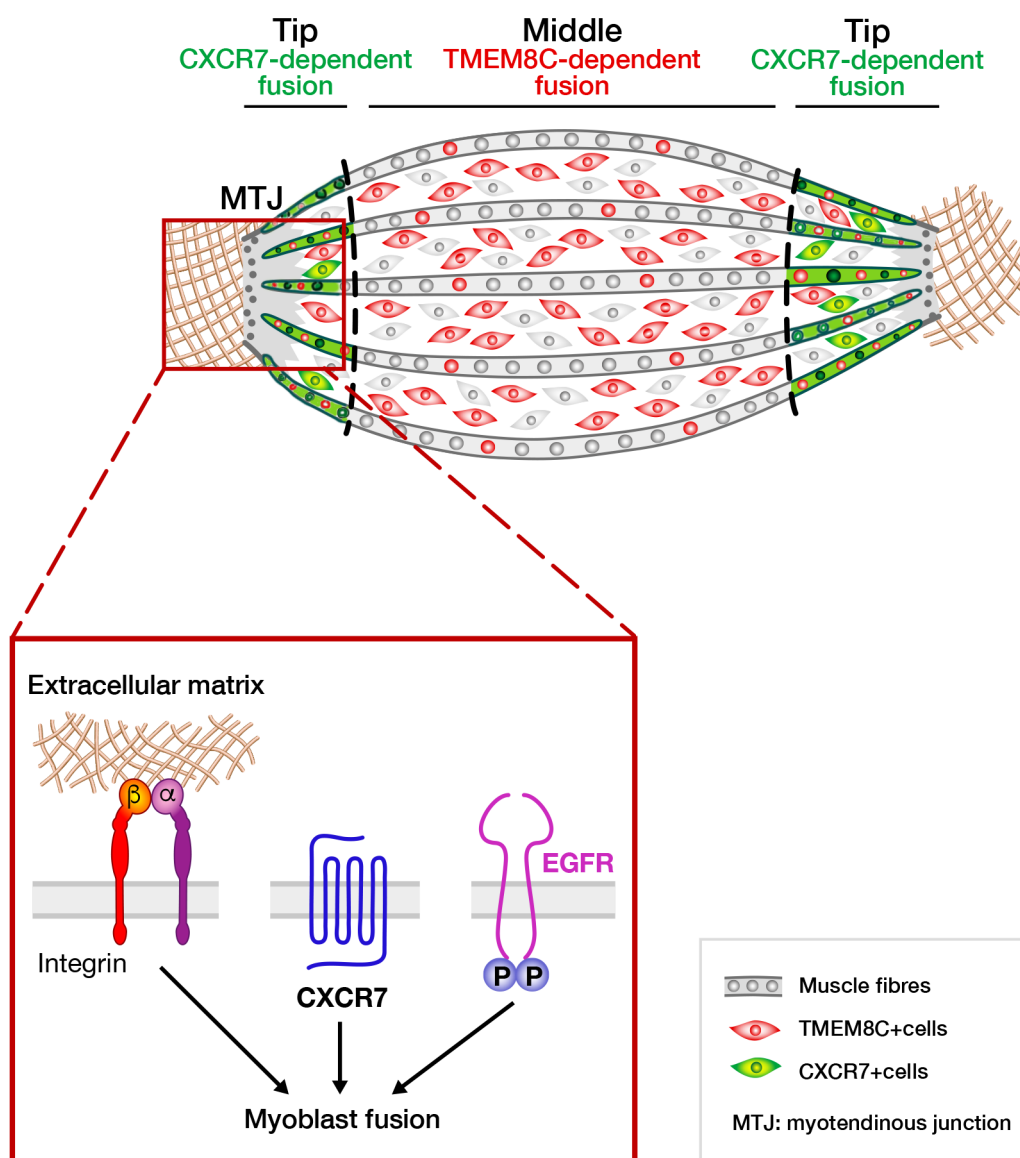 Tip
CXCR7-dependent
fusion
Middle
TMEM8C-dependent
fusion
Tip
CXCR7-dependent
fusion
MTJ
Extracellular matrix
β α
EGFR
Integrin
P P
CXCR7
Myoblast fusion
Muscle fibres
TMEM8C+cells
CXCR7+cells
MTJ: myotendinous junction